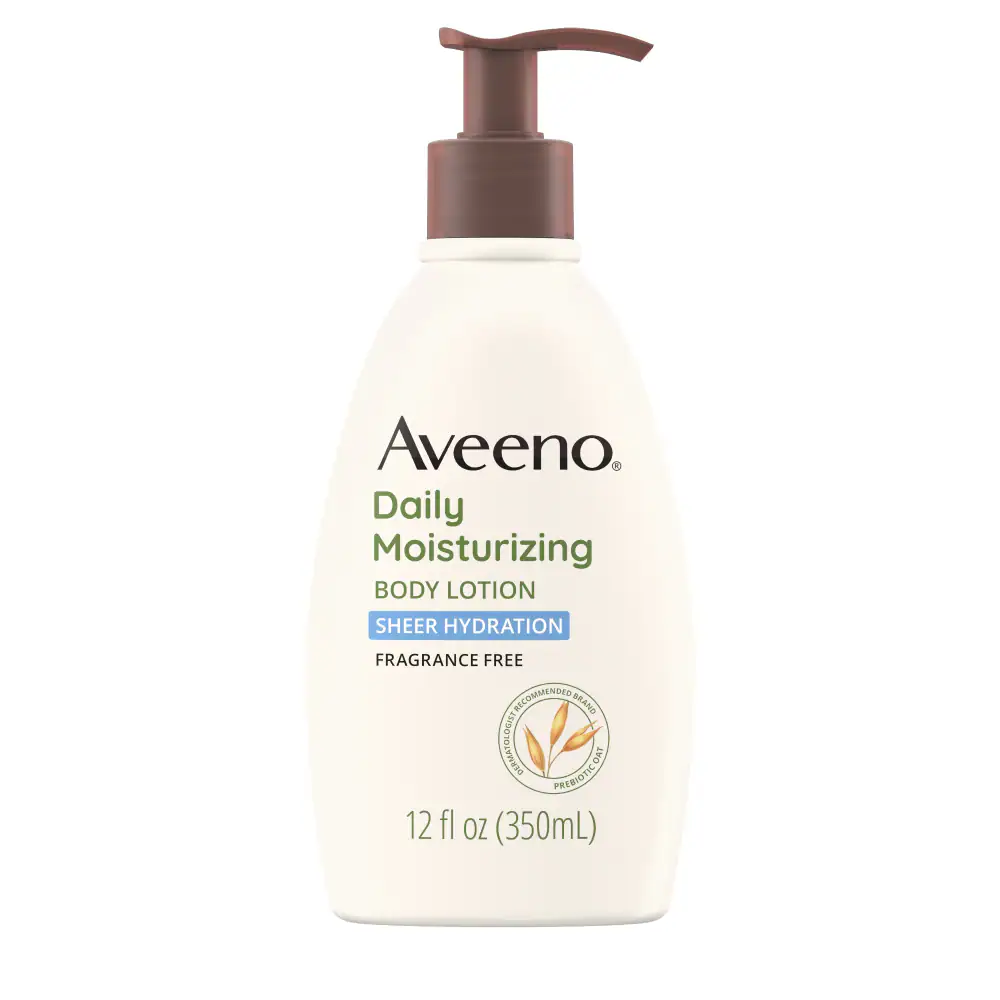 Aveeno®
Daily
Moisturizing
BODY LOTION
SHEER HYDRATION
FRAGRANCE FREE
DERMATOLOGIST RECOMMENDED BRAND
PREBIOTIC OAT
12 fl oz (350mL)